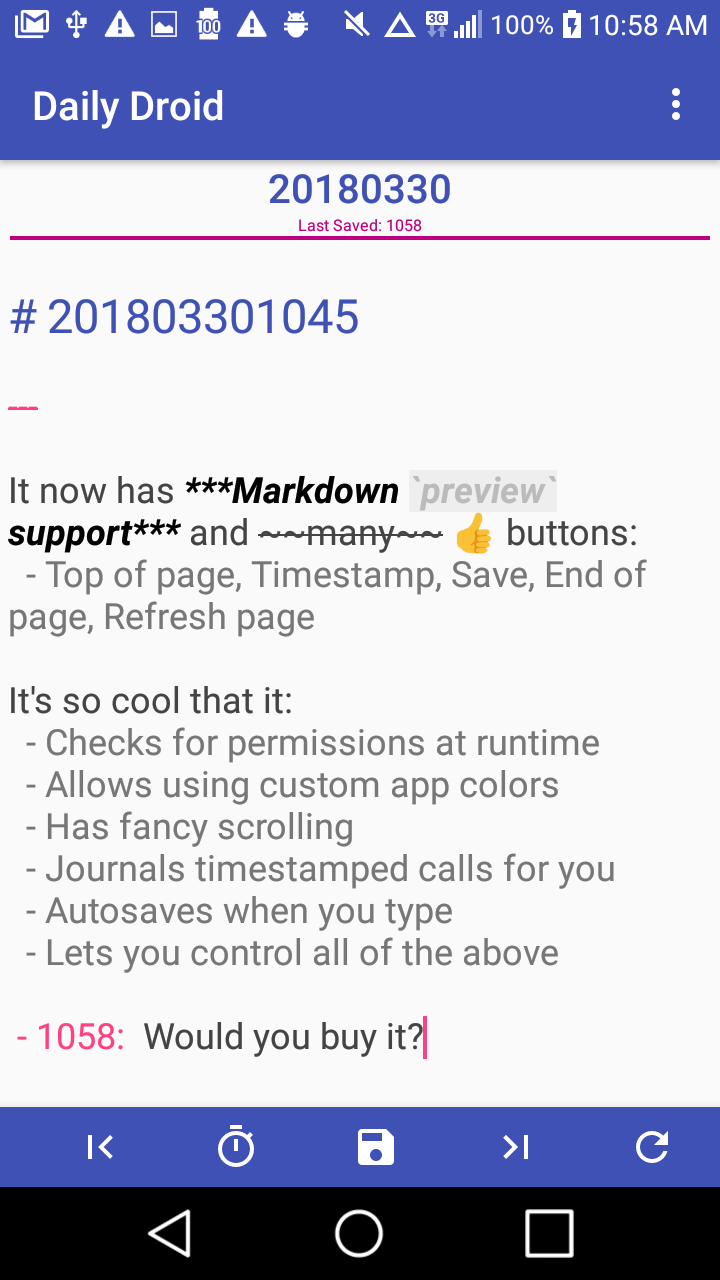 100 3G 100% 10:58 AM
Daily Droid
20180330
Last Saved: 1058
# 201803301045
---
It now has ***Markdown `preview`
support*** and ~~many~~ 👍 buttons:
- Top of page, Timestamp, Save, End of
page, Refresh page
It's so cool that it:
- Checks for permissions at runtime
- Allows using custom app colors
- Has fancy scrolling
- Journals timestamped calls for you
- Autosaves when you type
- Lets you control all of the above
- 1058: Would you buy it?